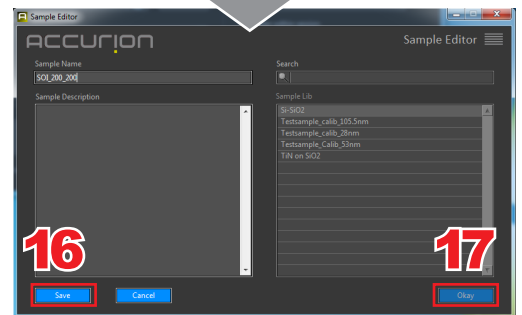 Sample Editor
ACCURION
Sample Editor
Sample Name
SOI_200_200
Search
Sample Description
Sample Lib
Si-SiO2
Testsample_calib_105.5nm
Testsample_calib_28nm
Testsample_Calib_53nm
TiN on SiO2
16
17
Save
Cancel
Okay